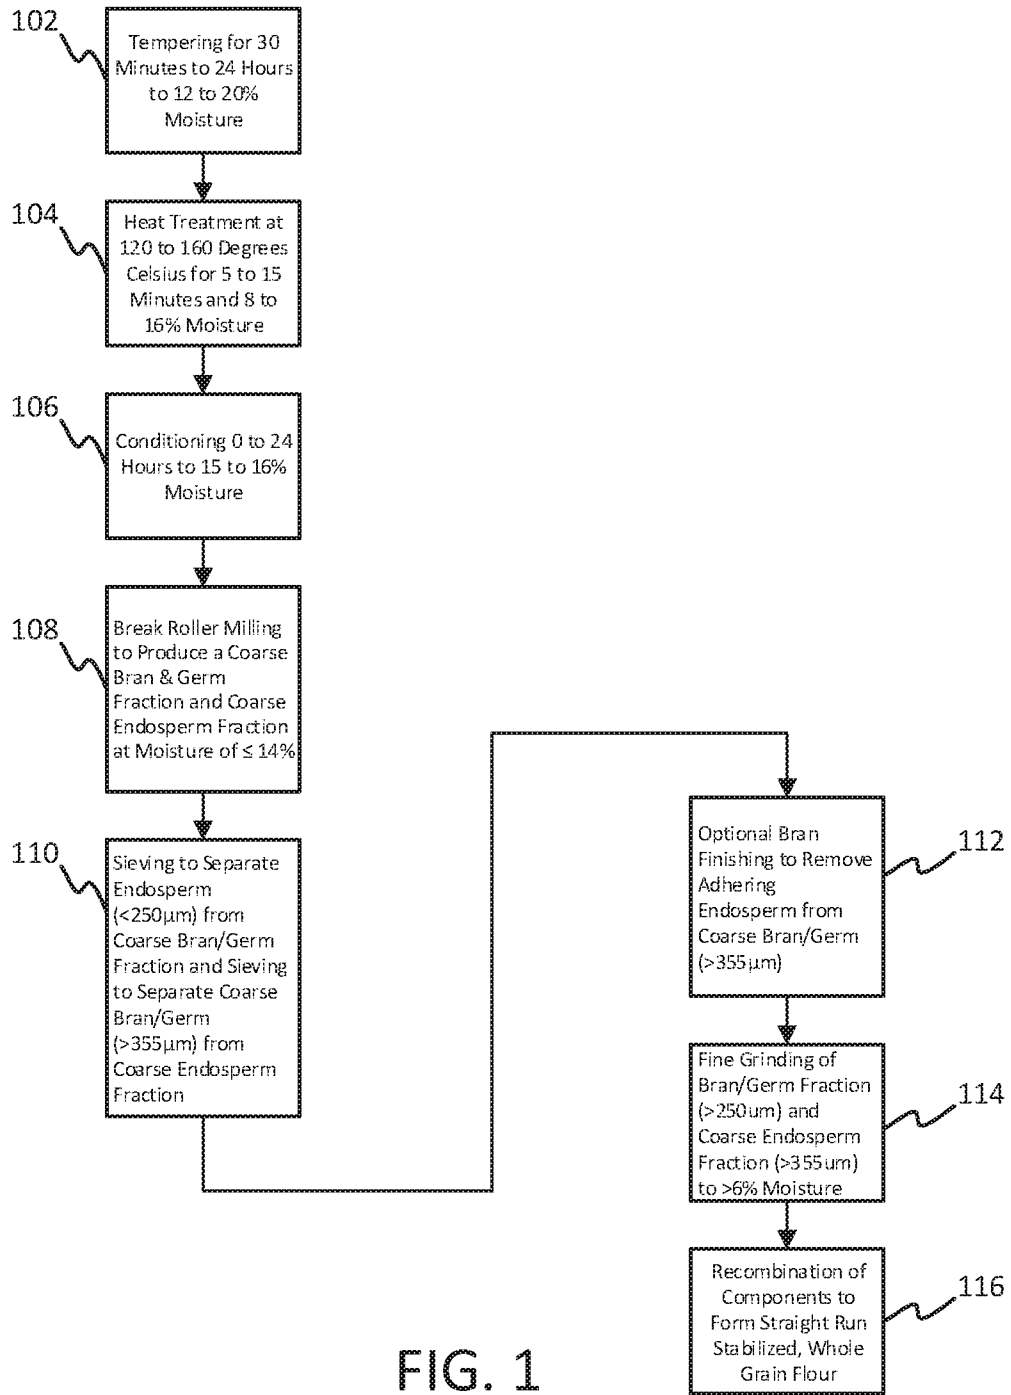 102
Tempering for 30
Minutes to 24 Hours
to 12 to 20%
Moisture
104
Heat Treatment at
120 to 160 Degrees
Celsius for 5 to 15
Minutes and 8 to
16% Moisture
106
Conditioning 0 to 24
Hours to 15 to 16%
Moisture
108
Break Roller Milling
to Produce a Coarse
Bran & Germ
Fraction and Coarse
Endosperm Fraction
at Moisture of ≤ 14%
110
Sieving to Separate
Endosperm
(<250µm) from
Coarse Bran/Germ
Fraction and Sieving
to Separate Coarse
Bran/Germ
(>355µm) from
Coarse Endosperm
Fraction
112
Optional Bran
Finishing to Remove
Adhering
Endosperm from
Coarse Bran/Germ
(>355µm)
114
Fine Grinding of
Bran/Germ Fraction
(>250um) and
Coarse Endosperm
Fraction (>355um)
to >6% Moisture
116
Recombination of
Components to
Form Straight Run
Stabilized, Whole
Grain Flour
FIG. 1